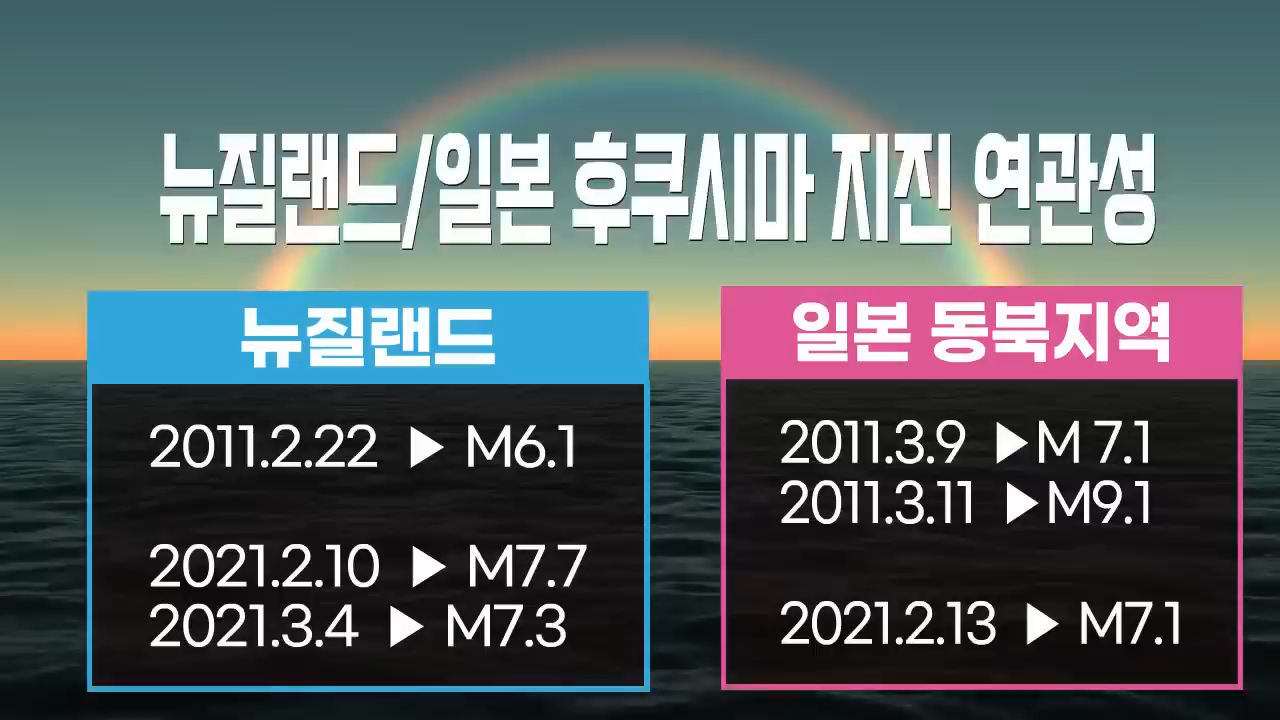 뉴질랜드/일본 후쿠시마 지진 연관성
뉴질랜드
2011.2.22 ▶ M6.1
2021.2.10 ▶ M7.7
2021.3.4 ▶ M7.3
일본 동북지역
2011.3.9 ▶M 7.1
2011.3.11 ▶M9.1
2021.2.13 ▶ M7.1